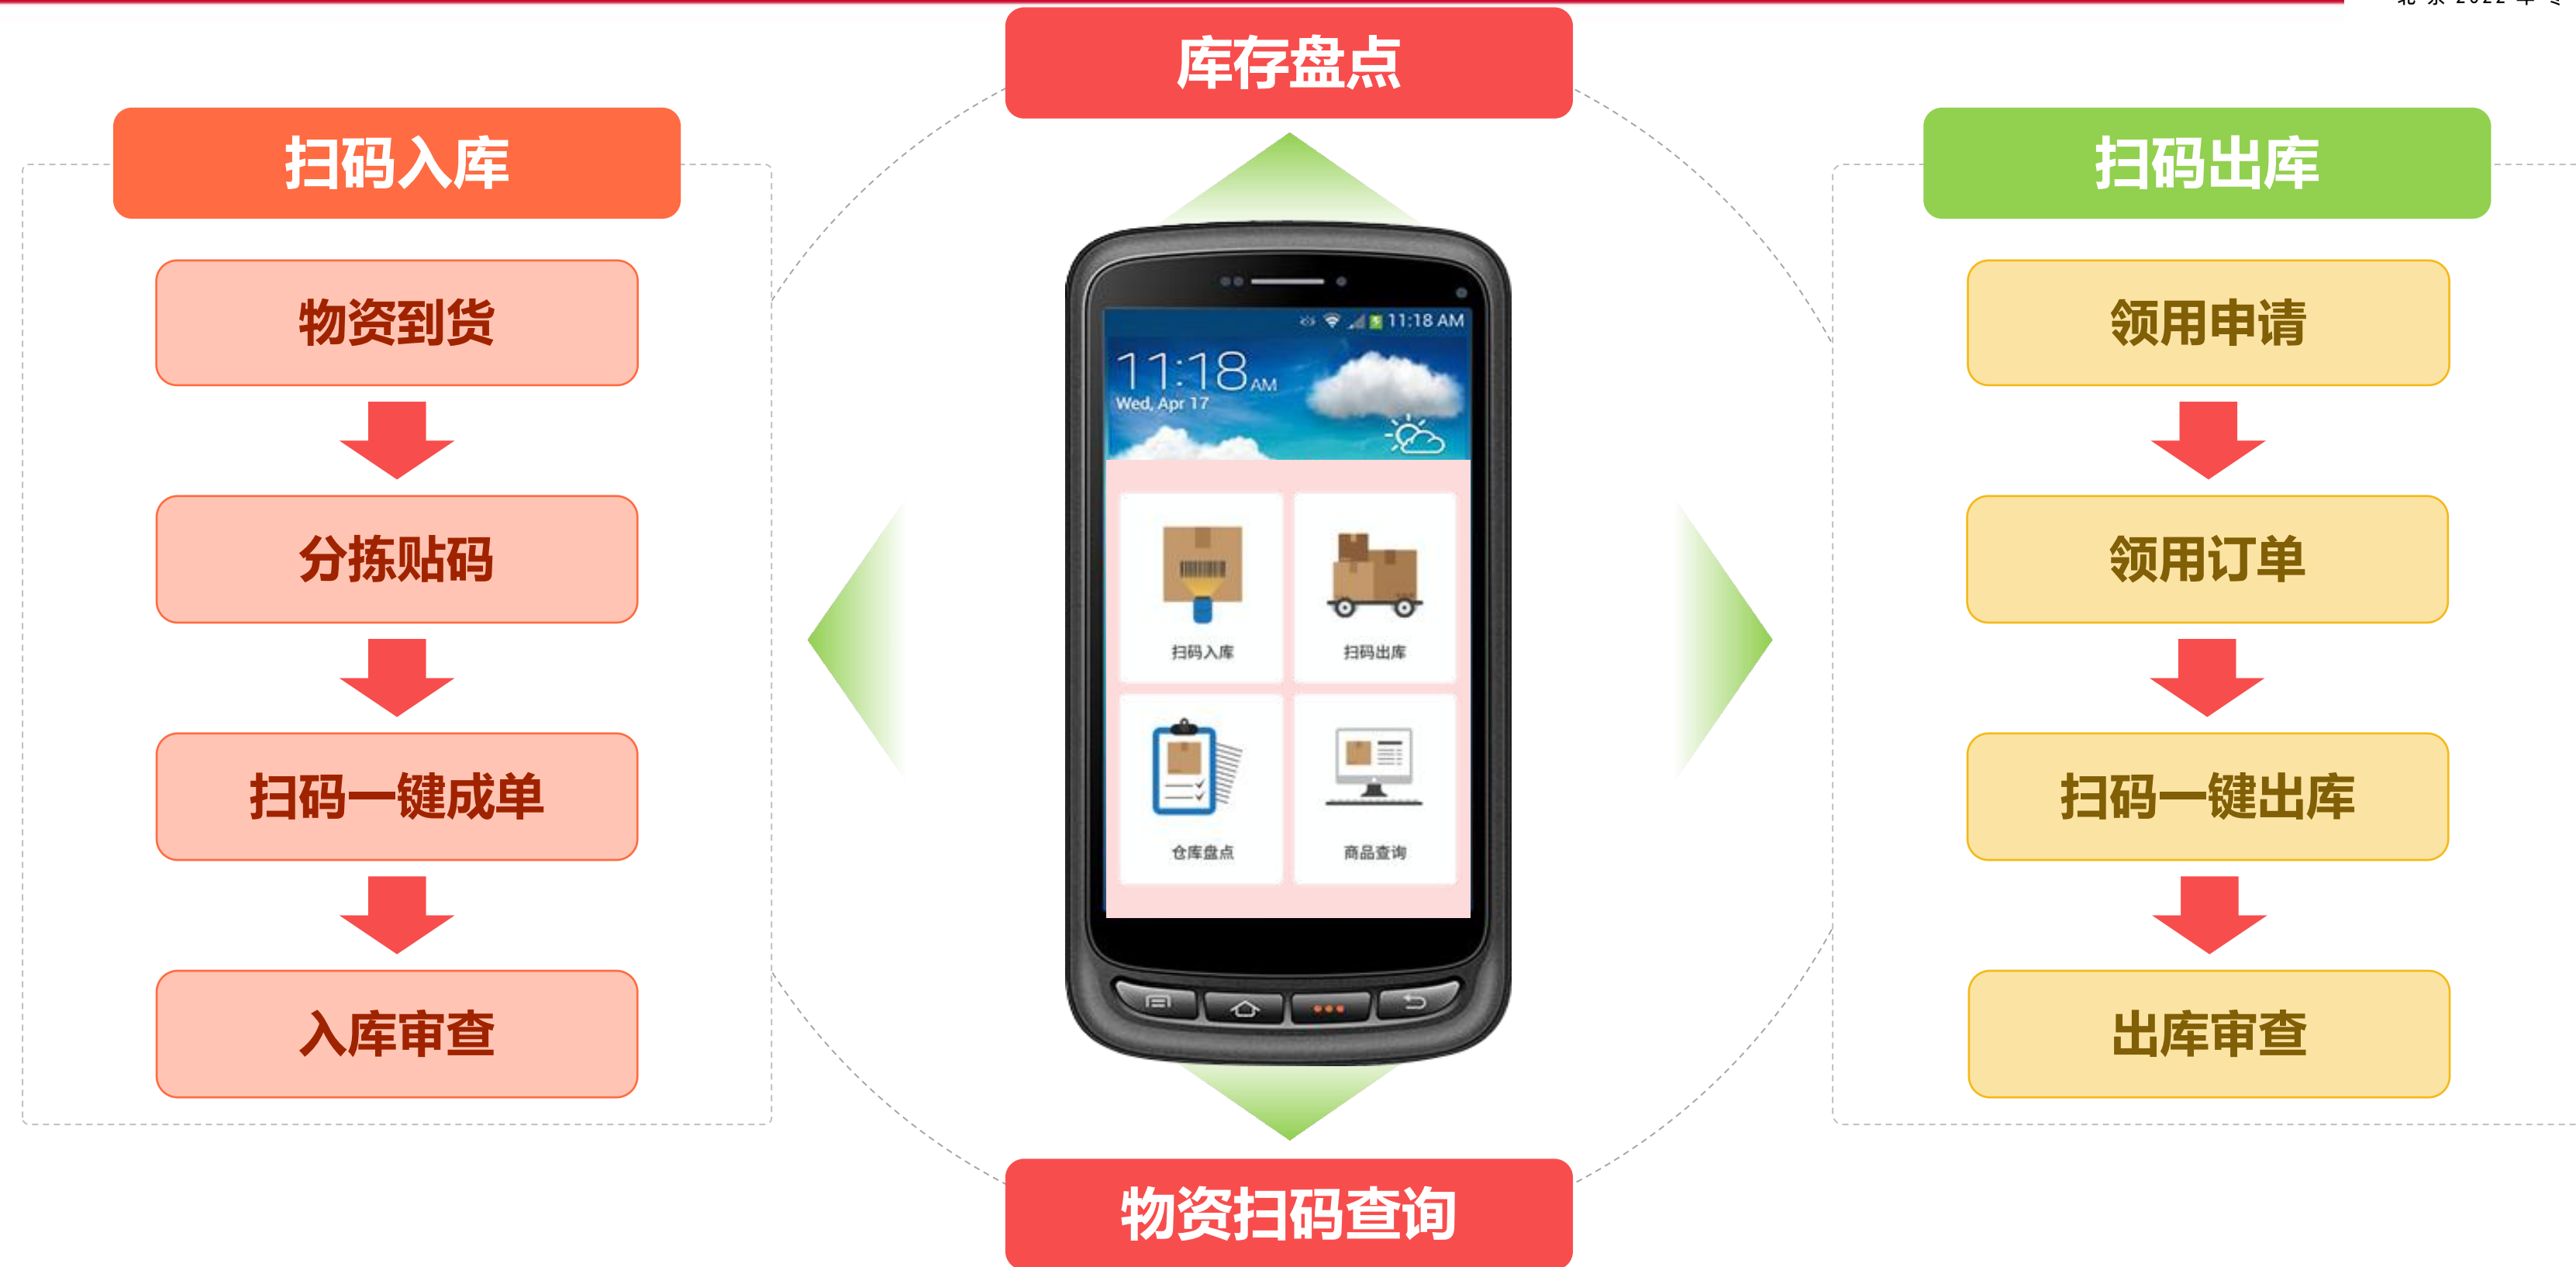 库存盘点
扫码入库
物资到货
分拣贴码
扫码一键成单
入库审查
11:18 AM
11:18 AM
Wed, Apr 17
扫码入库
扫码出库
仓库盘点
商品查询
物资扫码查询
扫码出库
领用申请
领用订单
扫码一键出库
出库审查